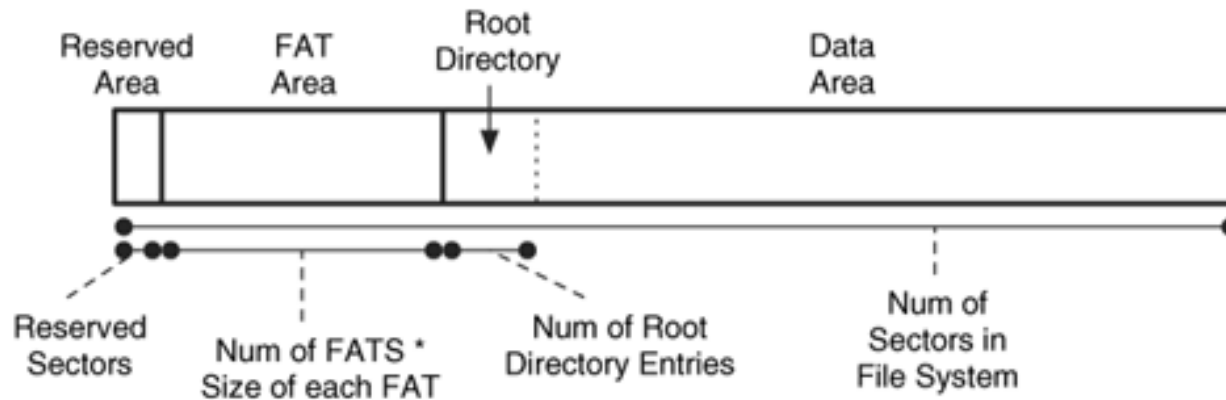 Reserved
Area
FAT
Area
Root
Directory
Data
Area
Reserved
Sectors
Num of FATS *
Size of each FAT
Num of Root
Directory Entries
Num of
Sectors in
File System